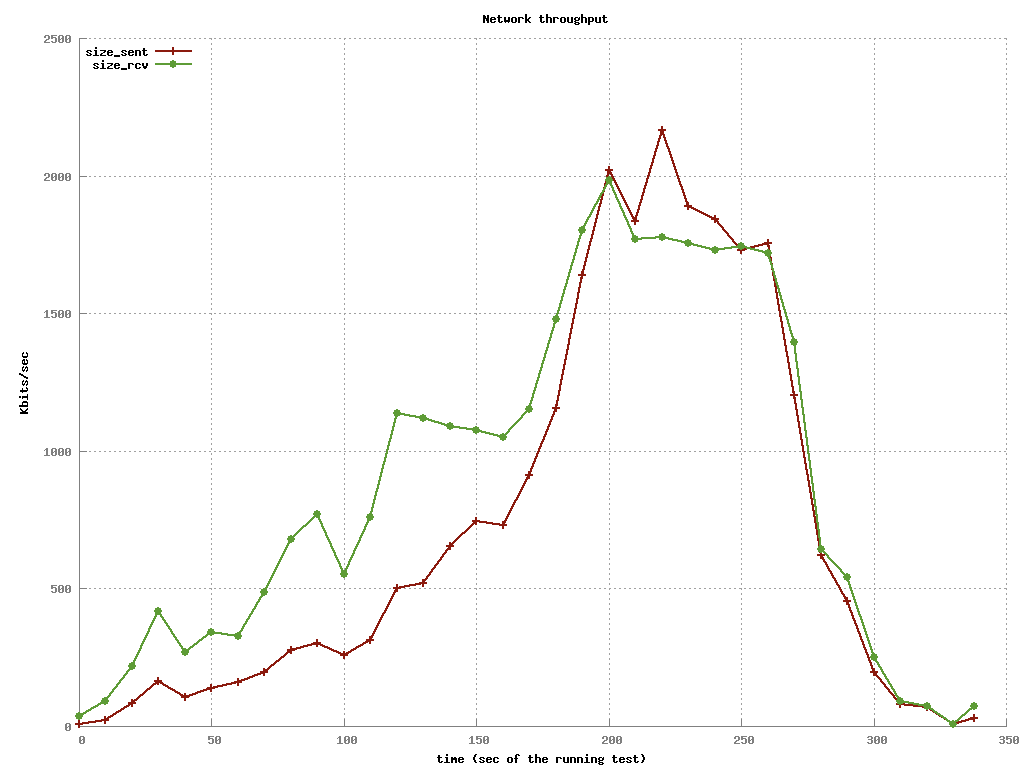 Network throughput
2500
size_sent
size_rcv
2000
1500
Kbits/sec
1000
500
0
0 50 100 150 200 250 300 350
time (sec of the running test)